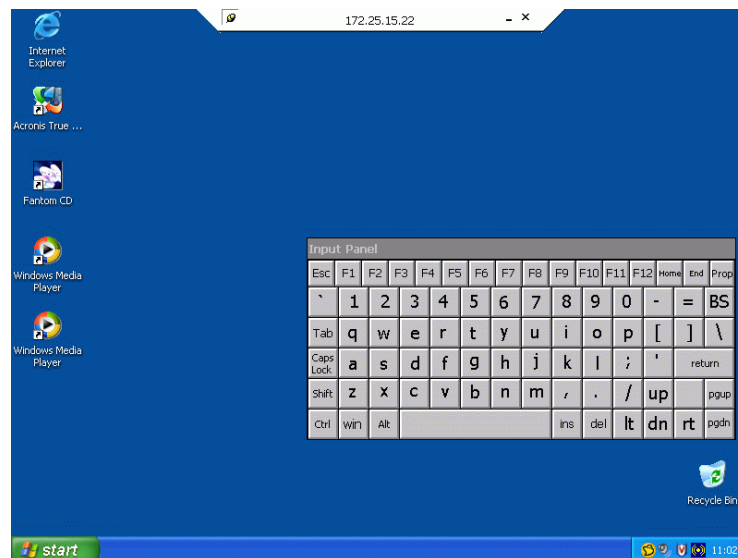 172.25.15.22
Internet
Explorer
Acronis True ...
Fantom CD
Windows Media
Player
Windows Media
Player
Input Panel
Esc F1 F2 F3 F4 F5 F6 F7 F8 F9 F10 F11 F12 Home End Prop
` 1 2 3 4 5 6 7 8 9 0 - = BS
Tab q w e r t y u i o p [ ] \
Caps Lock a s d f g h j k l ; ' return
Shift z x c v b n m , . / up pgup
Ctrl win Alt ins del lt dn rt pgdn
Recycle Bin
start
11:02